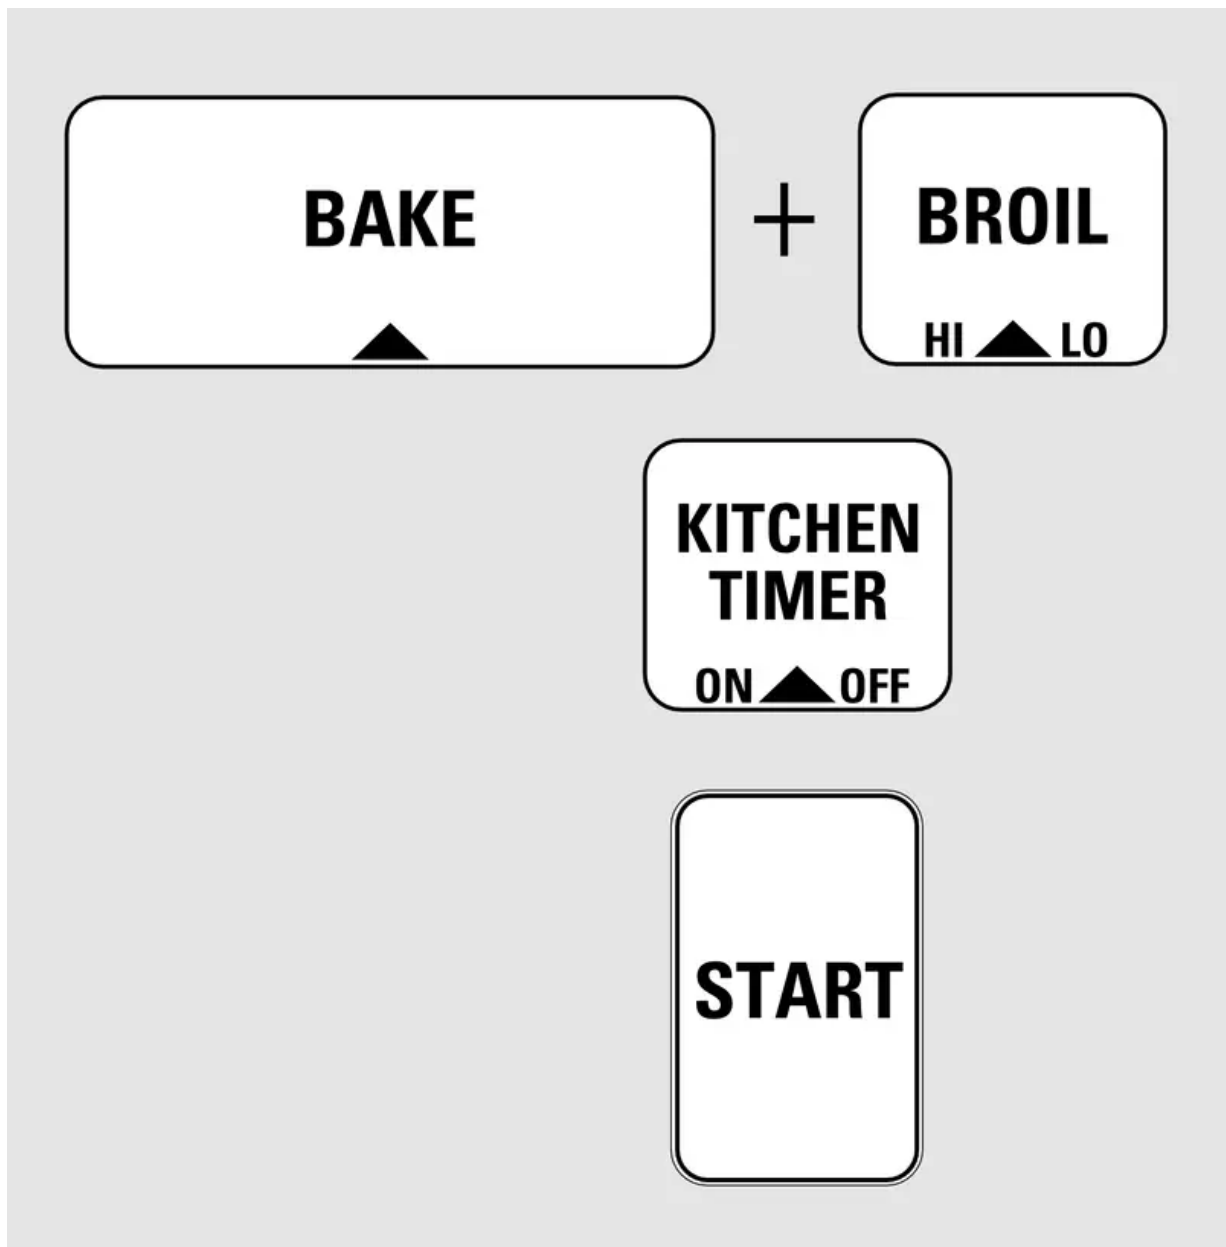 BAKE + BROIL
HI LO
KITCHEN
TIMER
ON OFF
START